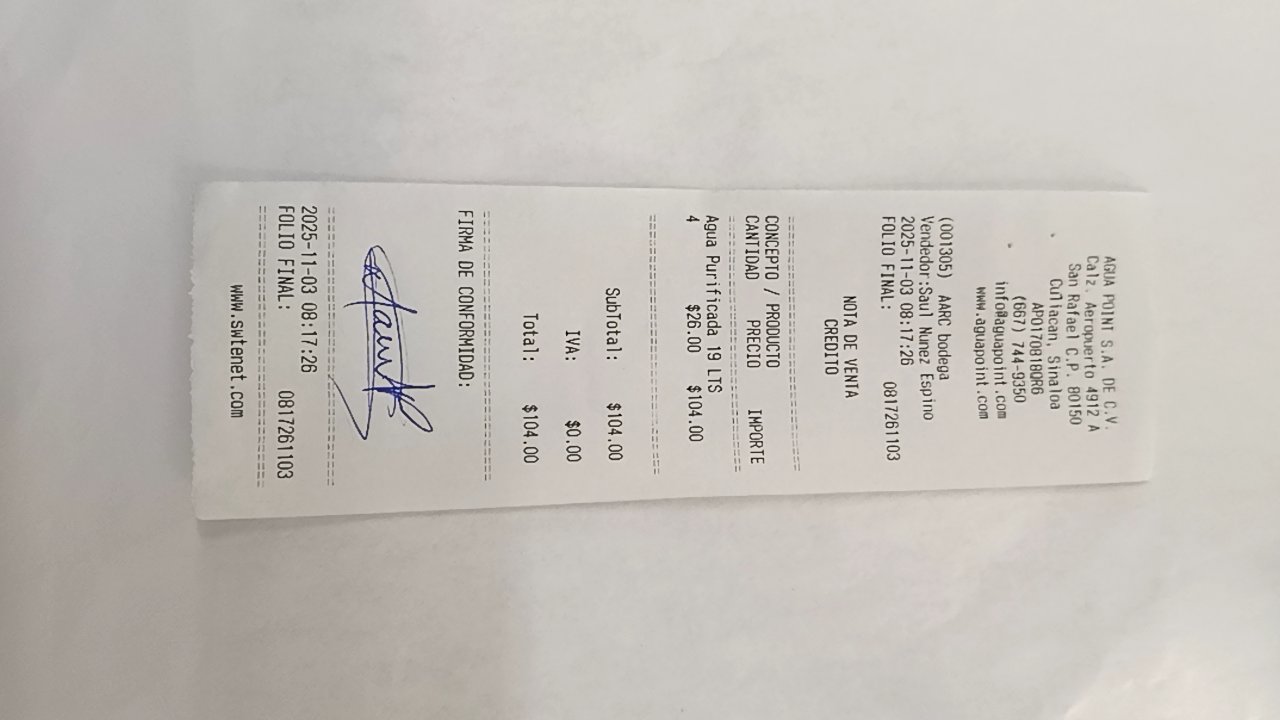 AGUA POINT S.A. DE C.V.
Calz. Aeropuerto 4912 A
San Rafael C.P. 80150
Culiacan, Sinaloa
APO170818QR6
(667) 744-9350
info@aguapoint.com
www.aguapoint.com
(001305) AARC bodega
Vendedor:Saul Nunez Espino
2025-11-03 08:17:26
FOLIO FINAL: 0817261103
NOTA DE VENTA
CREDITO
CONCEPTO / PRODUCTO
CANTIDAD PRECIO IMPORTE
Agua Purificada 19 LTS
4 $26.00 $104.00
SubTotal: $104.00
IVA: $0.00
Total: $104.00
FIRMA DE CONFORMIDAD:
2025-11-03 08:17:26
FOLIO FINAL: 0817261103
www.swtenet.com